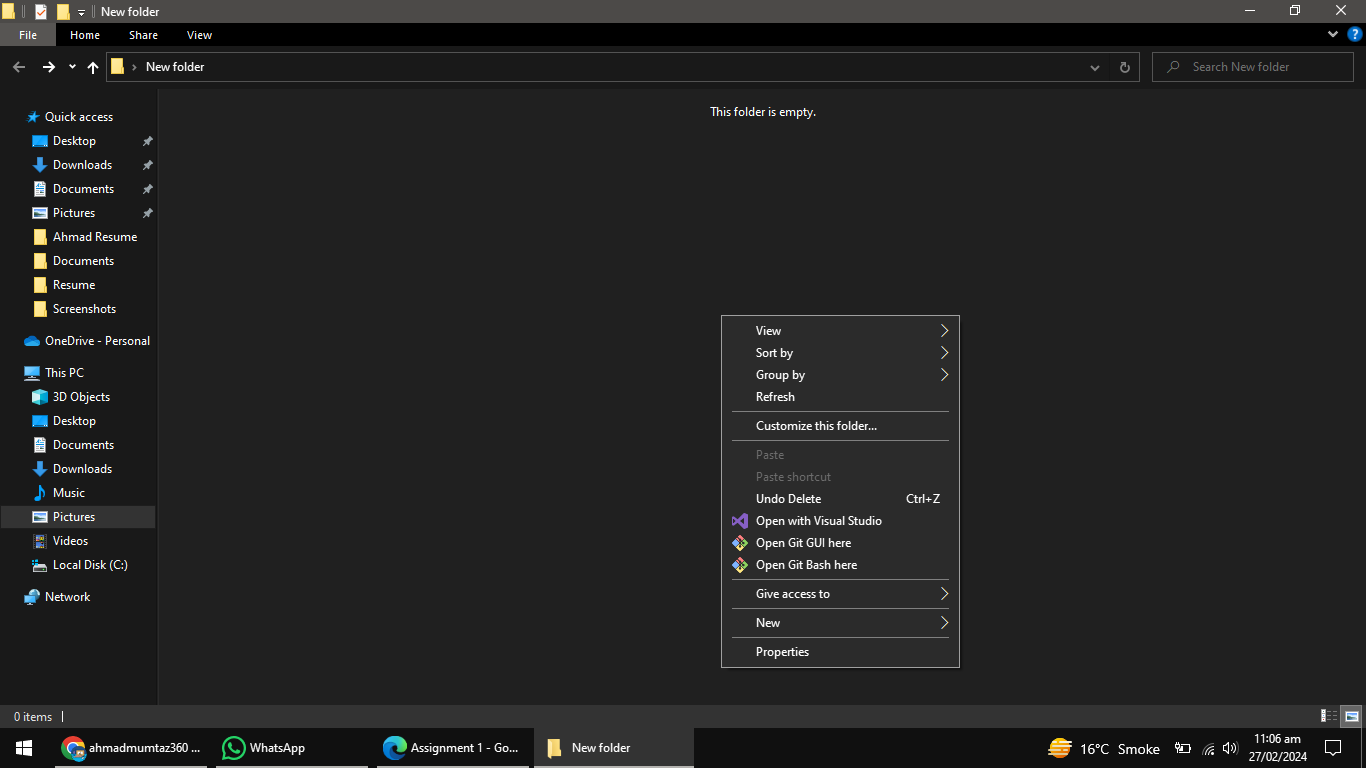 New folder
File Home Share View
New folder
Search New folder
This folder is empty.
Quick access
Desktop
Downloads
Documents
Pictures
Ahmad Resume
Documents
Resume
Screenshots
OneDrive - Personal
This PC
3D Objects
Desktop
Documents
Downloads
Music
Pictures
Videos
Local Disk (C:)
Network
View
Sort by
Group by
Refresh
Customize this folder...
Paste
Paste shortcut
Undo Delete Ctrl+Z
Open with Visual Studio
Open Git GUI here
Open Git Bash here
Give access to
New
Properties
0 items
ahmadmumtaz360 ...
WhatsApp
Assignment 1 - Go...
New folder
16°C Smoke
11:06 am
27/02/2024